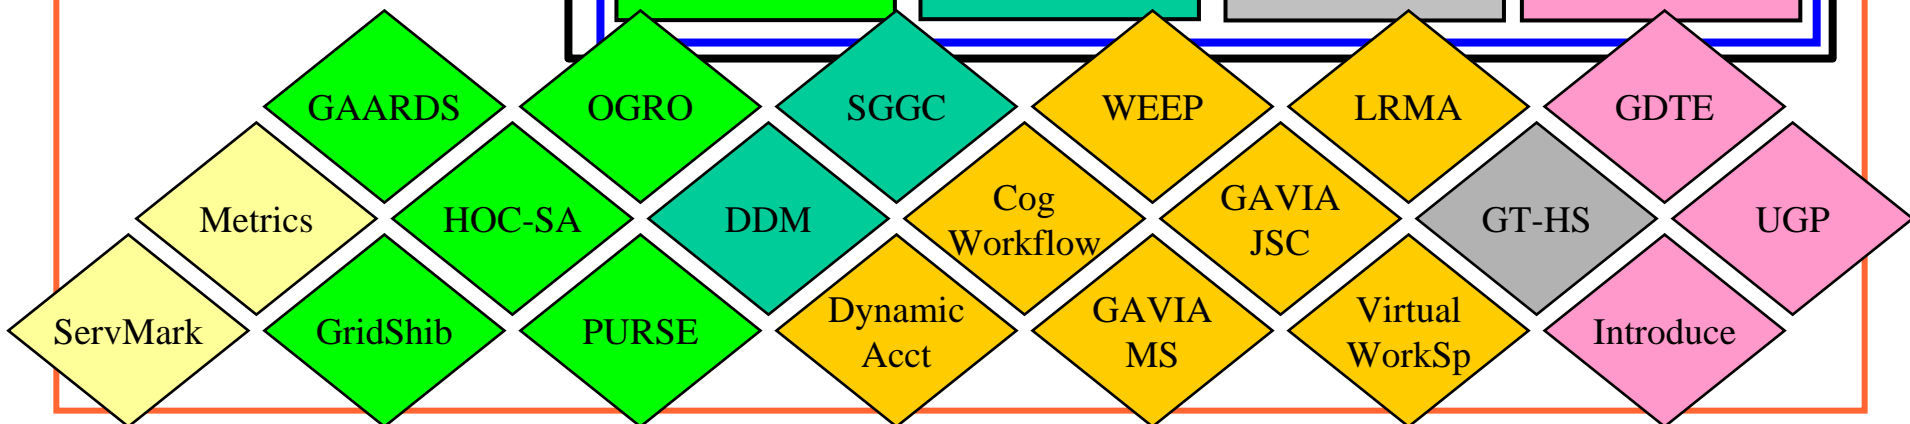 GAARDS
OGRO
SGGC
WEEP
LRMA
GDTE
Metrics
HOC-SA
DDM
Cog
Workflow
GAVIA
JSC
GT-HS
UGP
ServMark
GridShib
PURSE
Dynamic
Acct
GAVIA
MS
Virtual
WorkSp
Introduce